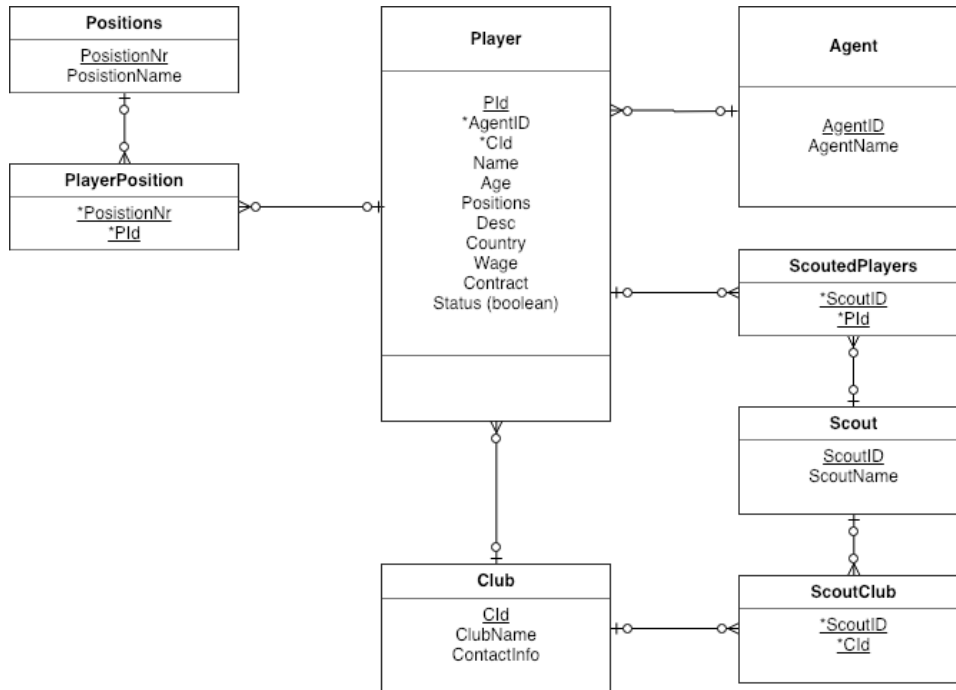 Positions
PosistionNr
PosistionName
PlayerPosition
*PosistionNr
*PId
Player
PId
*AgentID
*CId
Name
Age
Positions
Desc
Country
Wage
Contract
Status (boolean)
Agent
AgentID
AgentName
ScoutedPlayers
*ScoutID
*PId
Scout
ScoutID
ScoutName
Club
CId
ClubName
ContactInfo
ScoutClub
*ScoutID
*CId